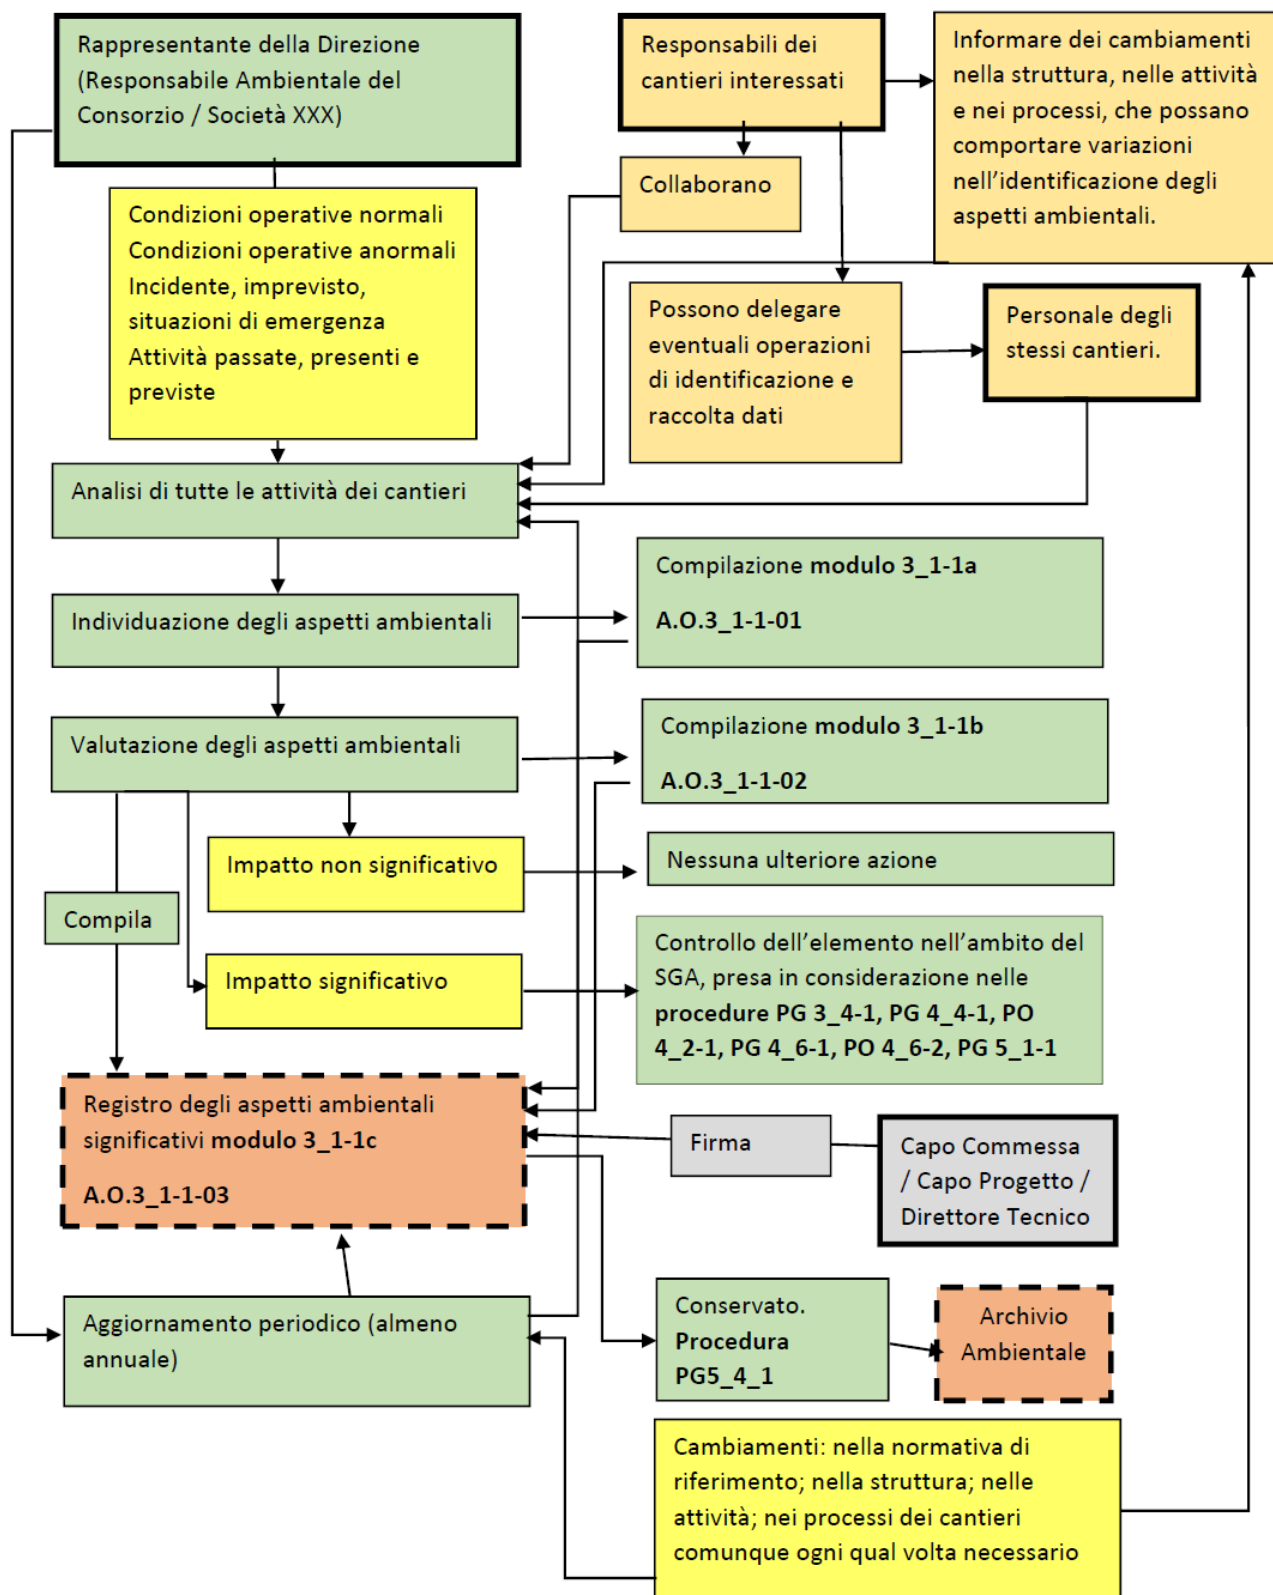 Rappresentante della Direzione
(Responsabile Ambientale del
Consorzio / Società XXX)
Responsabili dei
cantieri interessati
Informare dei cambiamenti
nella struttura, nelle attività
e nei processi, che possano
comportare variazioni
nell'identificazione degli
aspetti ambientali.
Collaborano
Condizioni operative normali
Condizioni operative anormali
Incidente, imprevisto,
situazioni di emergenza
Attività passate, presenti e
previste
Possono delegare
eventuali operazioni
di identificazione e
raccolta dati
Personale degli
stessi cantieri.
Analisi di tutte le attività dei cantieri
Individuazione degli aspetti ambientali
Compilazione modulo 3_1-1a
A.O.3_1-1-01
Valutazione degli aspetti ambientali
Compilazione modulo 3_1-1b
A.O.3_1-1-02
Impatto non significativo
Nessuna ulteriore azione
Compila
Impatto significativo
Controllo dell'elemento nell'ambito del
SGA, presa in considerazione nelle
procedure PG 3_4-1, PG 4_4-1, PO
4_2-1, PG 4_6-1, PO 4_6-2, PG 5_1-1
Registro degli aspetti ambientali
significativi modulo 3_1-1c
A.O.3_1-1-03
Firma
Capo Commessa
/ Capo Progetto /
Direttore Tecnico
Aggiornamento periodico (almeno
annuale)
Conservato.
Procedura
PG5_4_1
Archivio
Ambientale
Cambiamenti: nella normativa di
riferimento; nella struttura; nelle
attività; nei processi dei cantieri
comunque ogni qual volta necessario